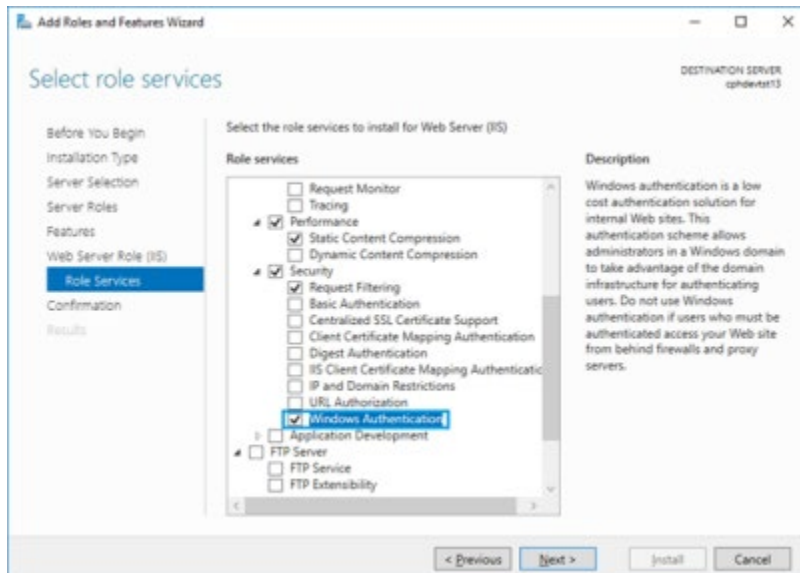 Add Roles and Features Wizard
Select role services
DESTINATION SERVER
cphdevtst13
Before You Begin
Installation Type
Server Selection
Server Roles
Features
Web Server Role (IIS)
Role Services
Confirmation
Results
Select the role services to install for Web Server (IIS)
Role services
Request Monitor
Tracing
Performance
Static Content Compression
Dynamic Content Compression
Security
Request Filtering
Basic Authentication
Centralized SSL Certificate Support
Client Certificate Mapping Authentication
Digest Authentication
IIS Client Certificate Mapping Authenticatic
IP and Domain Restrictions
URL Authorization
Windows Authentication
Application Development
FTP Server
FTP Service
FTP Extensibility
Description
Windows authentication is a low
cost authentication solution for
internal Web sites. This
authentication scheme allows
administrators in a Windows domain
to take advantage of the domain
infrastructure for authenticating
users. Do not use Windows
authentication if users who must be
authenticated access your Web site
from behind firewalls and proxy
servers.
< Previous
Next >
Install
Cancel